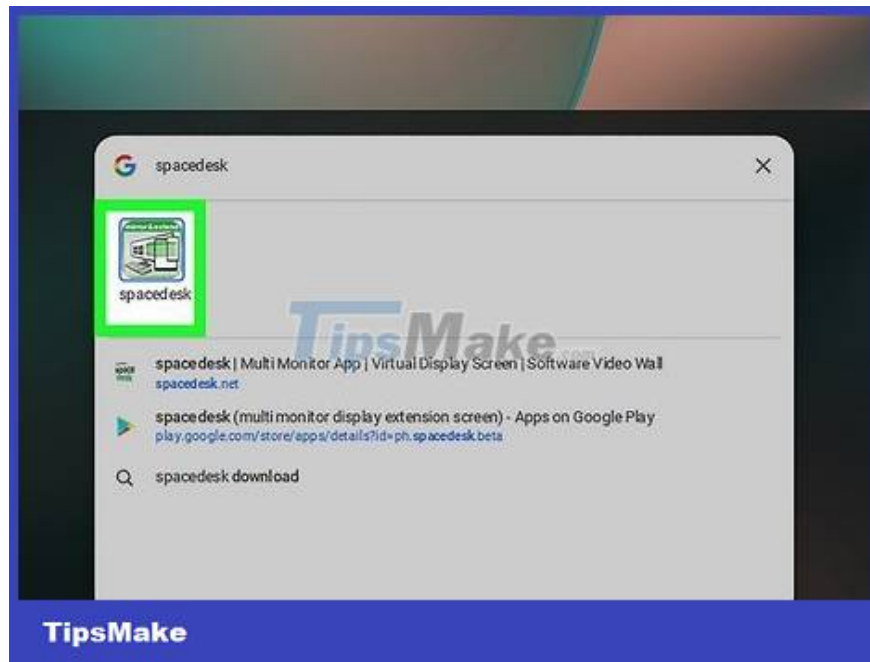 spacedesk
spacedesk
TipsMake.com
spacedesk | Multi Monitor App | Virtual Display Screen | Software Video Wall
spacedesk.net
spacedesk (multi monitor display extension screen) - Apps on Google Play
play.google.com/store/apps/details?id=ph.spacedesk.beta
spacedesk download
TipsMake